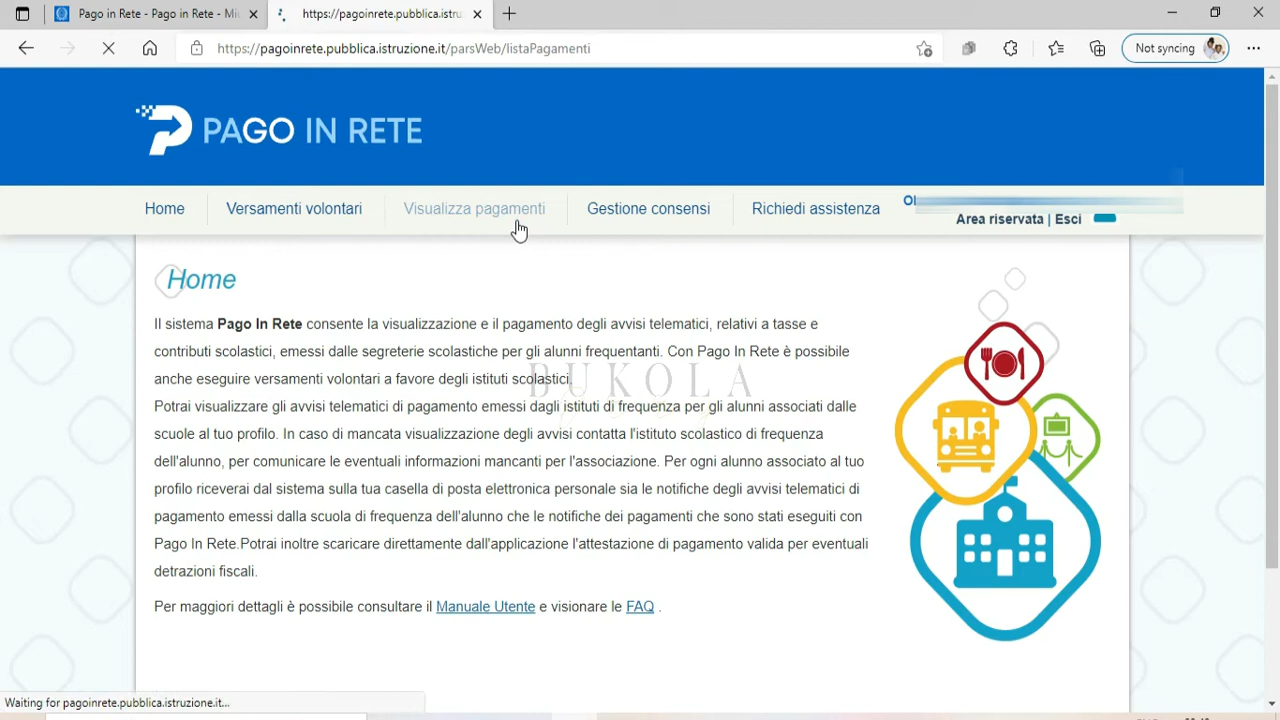 Pago in Rete - Pago in Rete - Mi
https://pagoinrete.pubblica.istru
https://pagoinrete.pubblica.istruzione.it/parsWeb/listaPagamenti
Not syncing
PAGO IN RETE
Home
Versamenti volontari
Visualizza pagamenti
Gestione consensi
Richiedi assistenza
Area riservata | Esci
Home
Il sistema Pago In Rete consente la visualizzazione e il pagamento degli avvisi telematici, relativi a tasse e
contributi scolastici, emessi dalle segreterie scolastiche per gli alunni frequentanti. Con Pago In Rete è possibile
anche eseguire versamenti volontari a favore degli istituti scolastici.
Potrai visualizzare gli avvisi telematici di pagamento emessi dagli istituti di frequenza per gli alunni associati dalle
scuole al tuo profilo. In caso di mancata visualizzazione degli avvisi contatta l'istituto scolastico di frequenza
dell'alunno, per comunicare le eventuali informazioni mancanti per l'associazione. Per ogni alunno associato al tuo
profilo riceverai dal sistema sulla tua casella di posta elettronica personale sia le notifiche degli avvisi telematici di
pagamento emessi dalla scuola di frequenza dell'alunno che le notifiche dei pagamenti che sono stati eseguiti con
Pago In Rete.Potrai inoltre scaricare direttamente dall'applicazione l'attestazione di pagamento valida per eventuali
detrazioni fiscali.
Per maggiori dettagli è possibile consultare il Manuale Utente e visionare le FAQ .
BUKOLA
Waiting for pagoinrete.pubblica.istruzione.it...